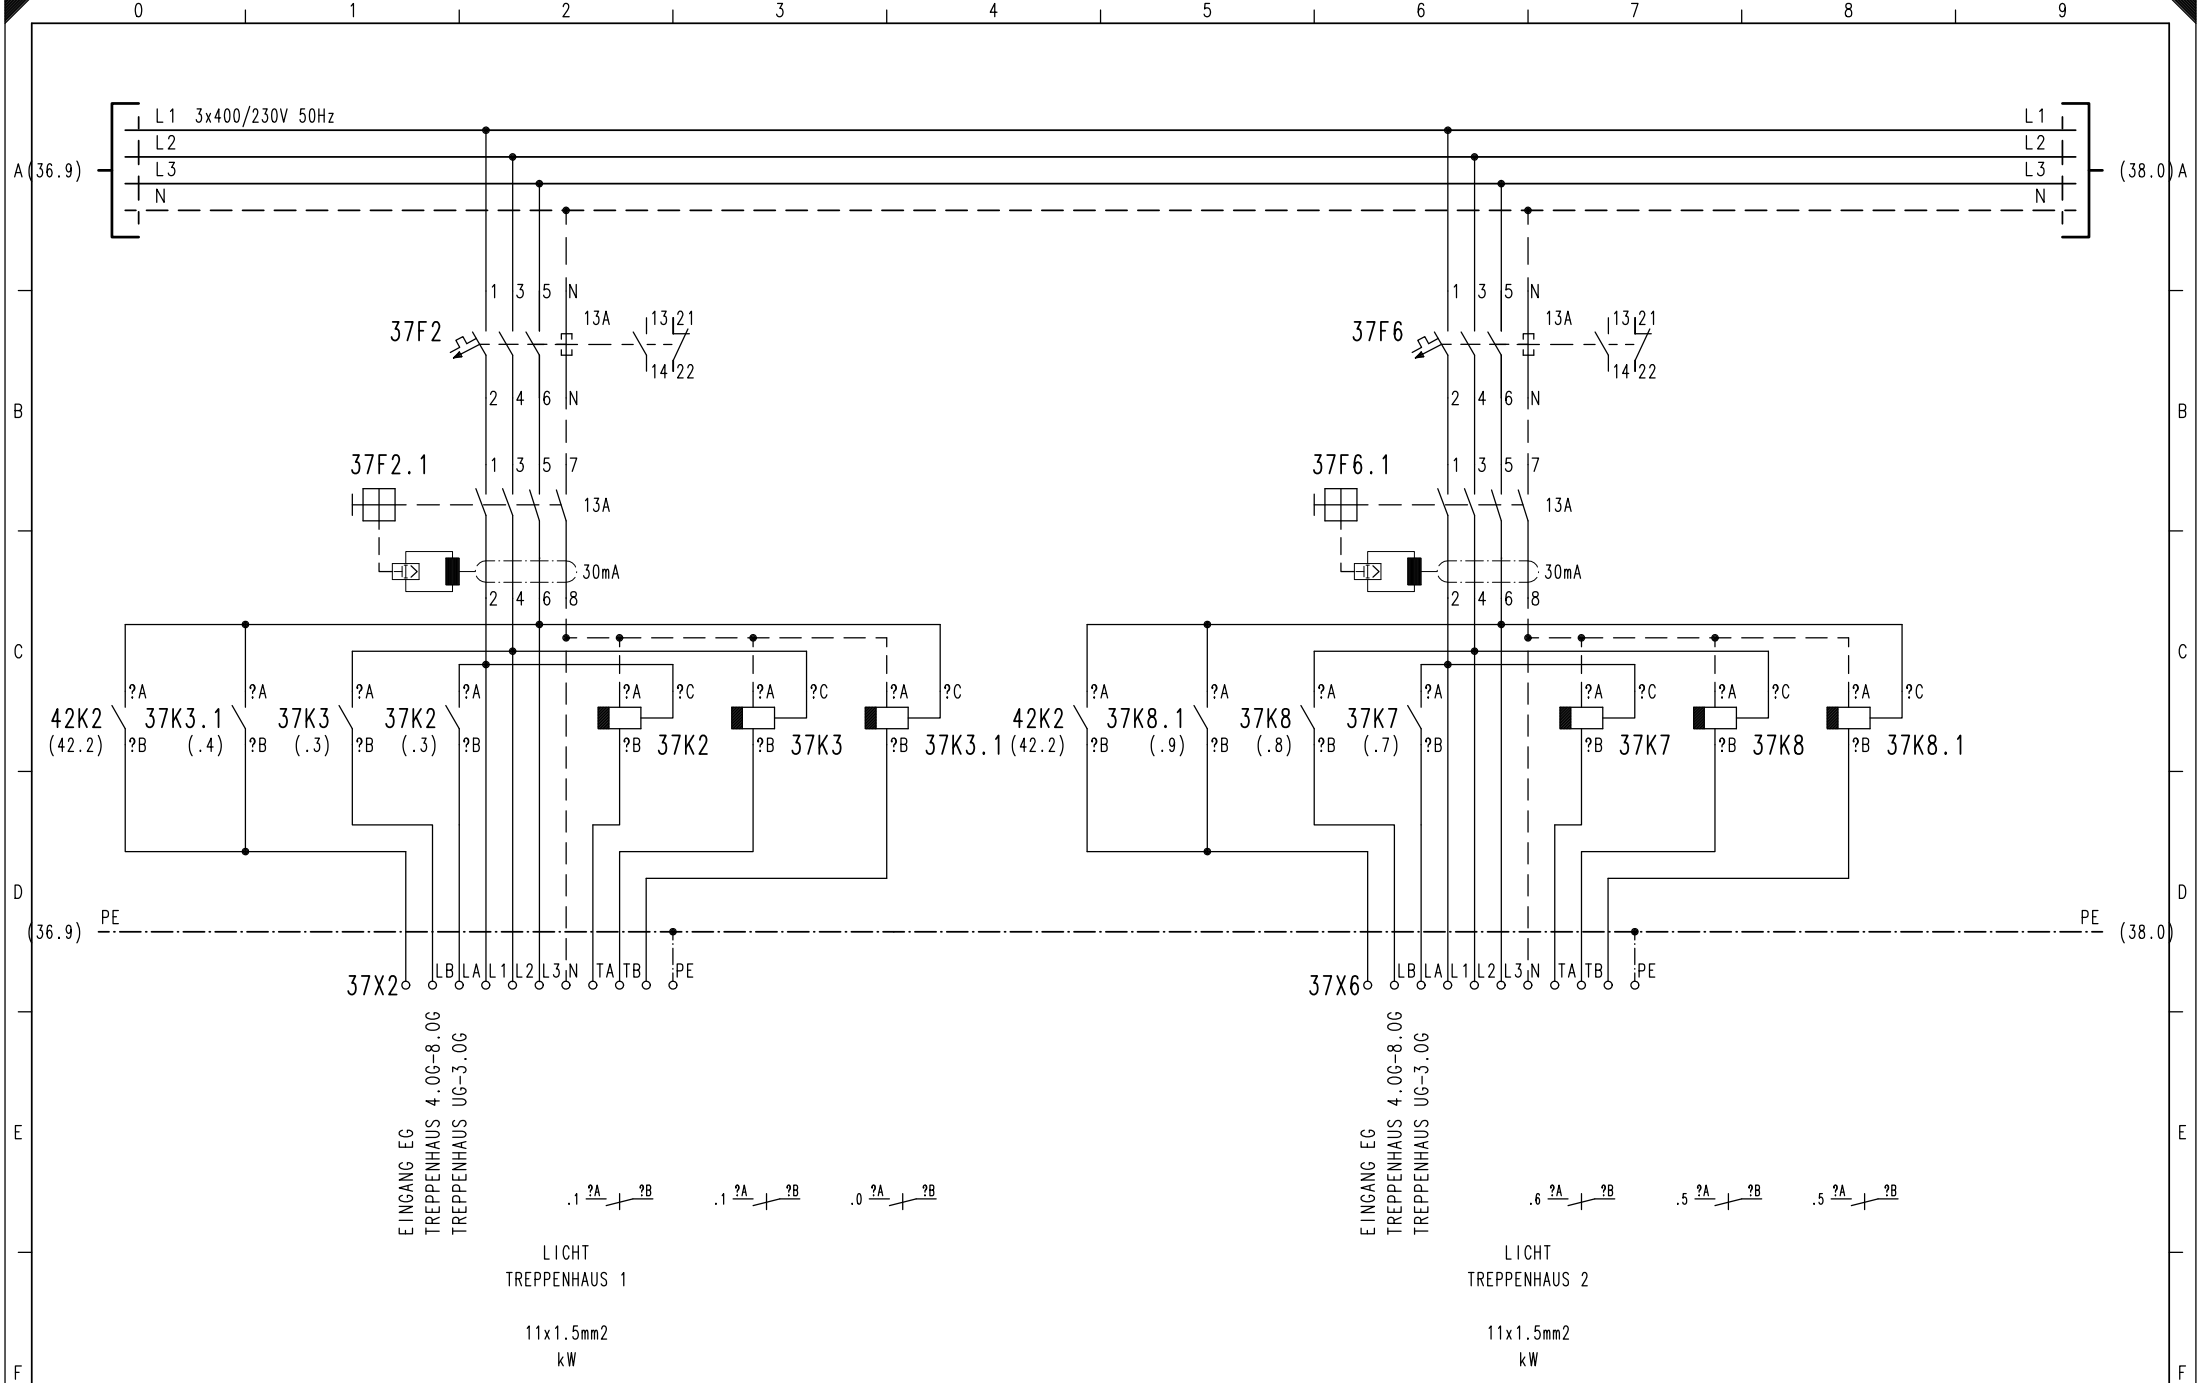 0 1 2 3 4 5 6 7 8 9
L1 3x400/230V 50Hz L1
L2 L2
A (36.9) L3 L3 (38.0) A
N N
1 3 5 N 1 3 5 N
13A 13 21 13A 13 21
37F2 37F6
14 22 14 22
2 4 6 N 2 4 6 N
B B
37F2.1 1 3 5 7 37F6.1 1 3 5 7
13A 13A
30mA 30mA
2 4 6 8 2 4 6 8
C C
?A ?A ?A ?A ?A ?C ?A ?C ?A ?C ?A ?A ?A ?A ?A ?C ?A ?C ?A ?C
42K2 37K3.1 37K3 37K2 42K2 37K8.1 37K8 37K7
(42.2) ?B (.4) ?B (.3) ?B (.3) ?B ?B 37K2 ?B 37K3 ?B 37K3.1 (42.2) ?B (.9) ?B (.8) ?B (.7) ?B ?B 37K7 ?B 37K8 ?B 37K8.1
D D
PE PE
(36.9) (38.0)
LB LA L1 L2 L3 N TA TB PE LB LA L1 L2 L3 N TA TB PE
37X2 37X6
EINGANG EG
TREPPENHAUS 4.OG-8.OG
TREPPENHAUS UG-3.OG
EINGANG EG
TREPPENHAUS 4.OG-8.OG
TREPPENHAUS UG-3.OG
E E
.1 ?A ?B .1 ?A ?B .0 ?A ?B .6 ?A ?B .5 ?A ?B .5 ?A ?B
LICHT LICHT
TREPPENHAUS 1 TREPPENHAUS 2
11x1.5mm2 11x1.5mm2
kW kW
F F